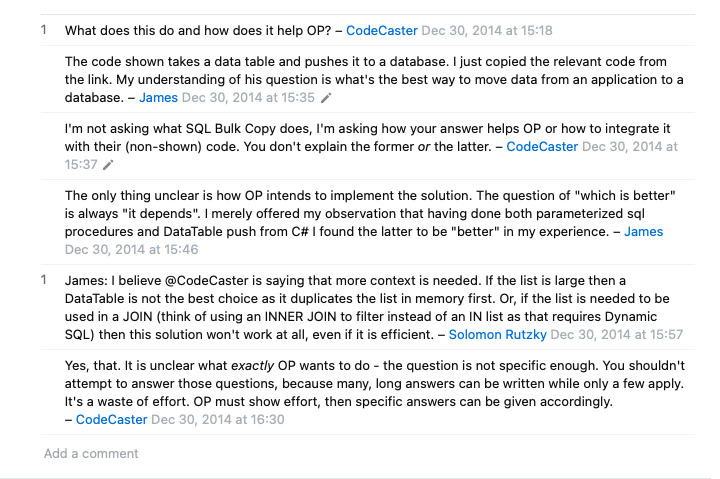 1 What does this do and how does it help OP? – CodeCaster Dec 30, 2014 at 15:18
The code shown takes a data table and pushes it to a database. I just copied the relevant code from
the link. My understanding of his question is what's the best way to move data from an application to a
database. – James Dec 30, 2014 at 15:35
I'm not asking what SQL Bulk Copy does, I'm asking how your answer helps OP or how to integrate it
with their (non-shown) code. You don't explain the former or the latter. – CodeCaster Dec 30, 2014 at
15:37
The only thing unclear is how OP intends to implement the solution. The question of "which is better"
is always "it depends". I merely offered my observation that having done both parameterized sql
procedures and DataTable push from C# I found the latter to be "better" in my experience. – James
Dec 30, 2014 at 15:46
1 James: I believe @CodeCaster is saying that more context is needed. If the list is large then a
DataTable is not the best choice as it duplicates the list in memory first. Or, if the list is needed to be
used in a JOIN (think of using an INNER JOIN to filter instead of an IN list as that requires Dynamic
SQL) then this solution won't work at all, even if it is efficient. – Solomon Rutzky Dec 30, 2014 at 15:57
Yes, that. It is unclear what exactly OP wants to do - the question is not specific enough. You shouldn't
attempt to answer those questions, because many, long answers can be written while only a few apply.
It's a waste of effort. OP must show effort, then specific answers can be given accordingly.
– CodeCaster Dec 30, 2014 at 16:30
Add a comment